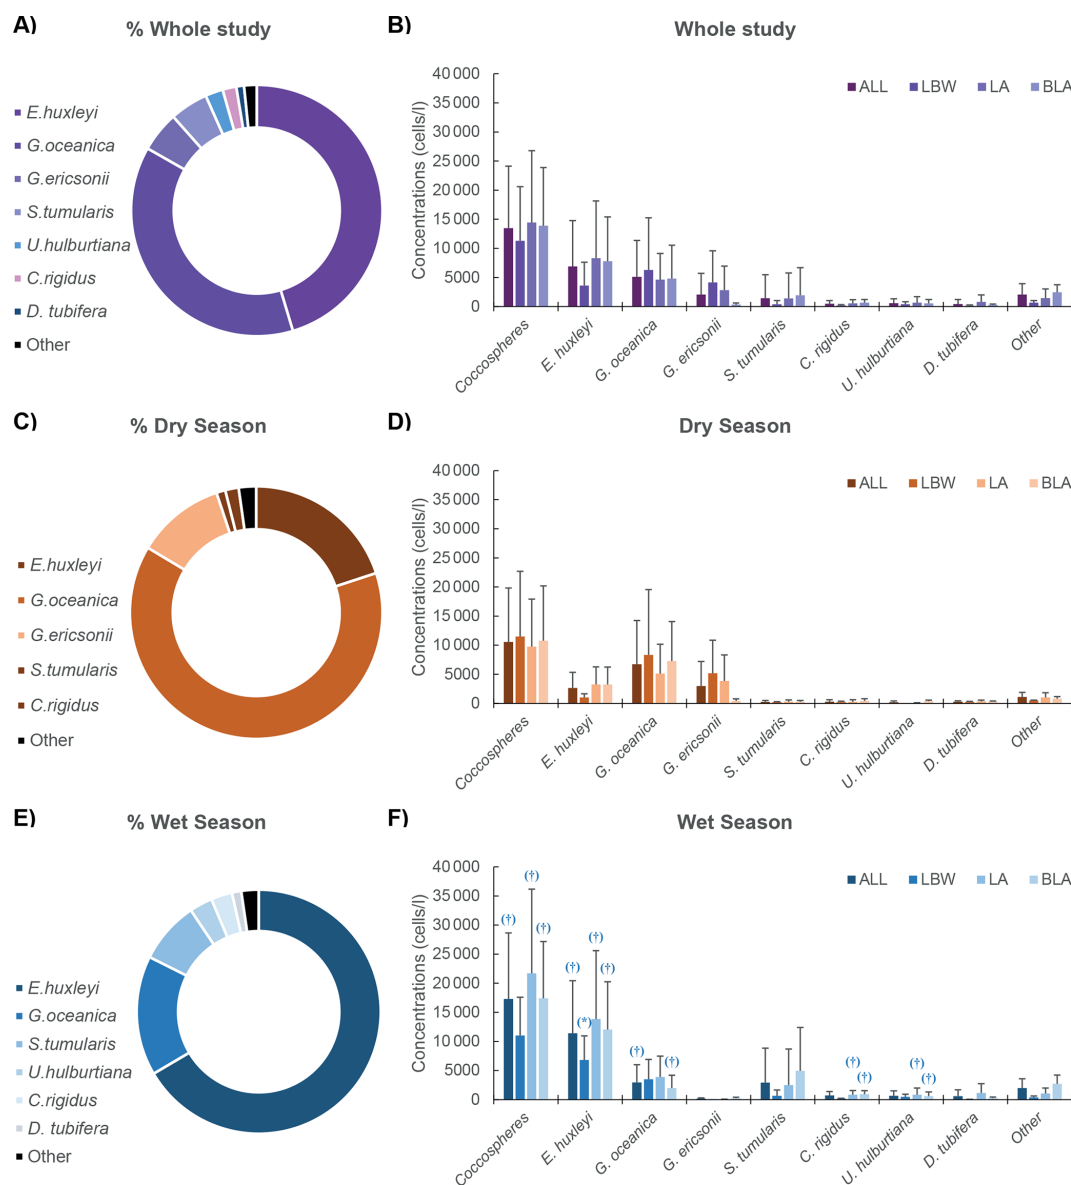 A)
% Whole study
E.huxleyi
G.oceanica
G.ericsonii
S.tumularis
U.hulburtiana
C.rigidus
D. tubifera
Other
B)
Whole study
ALL LBW LA BLA
Concentrations (cells/l)
40 000
35 000
30 000
25 000
20 000
15 000
10 000
5000
0
Coccospheres
E. huxleyi
G. oceanica
G. ericsonii
S. tumularis
C. rigidus
U. hulburtiana
D. tubifera
Other
C)
% Dry Season
E.huxleyi
G.oceanica
G.ericsonii
S.tumularis
C.rigidus
Other
D)
Dry Season
ALL LBW LA BLA
Concentrations (cells/l)
40 000
35 000
30 000
25 000
20 000
15 000
10 000
5000
0
Coccospheres
E. huxleyi
G. oceanica
G. ericsonii
S. tumularis
C. rigidus
U. hulburtiana
D. tubifera
Other
E)
% Wet Season
E.huxleyi
G.oceanica
S.tumularis
U.hulburtiana
C.rigidus
D. tubifera
Other
F)
Wet Season
ALL LBW LA BLA
Concentrations (cells/l)
40 000
35 000
30 000
25 000
20 000
15 000
10 000
5000
0
(†)
(†)
(†)
(†)
(*)
(†)
(†)
(†)
(†)
(†)
(†)
(†)
(†)
Coccospheres
E. huxleyi
G. oceanica
G. ericsonii
S. tumularis
C. rigidus
U. hulburtiana
D. tubifera
Other